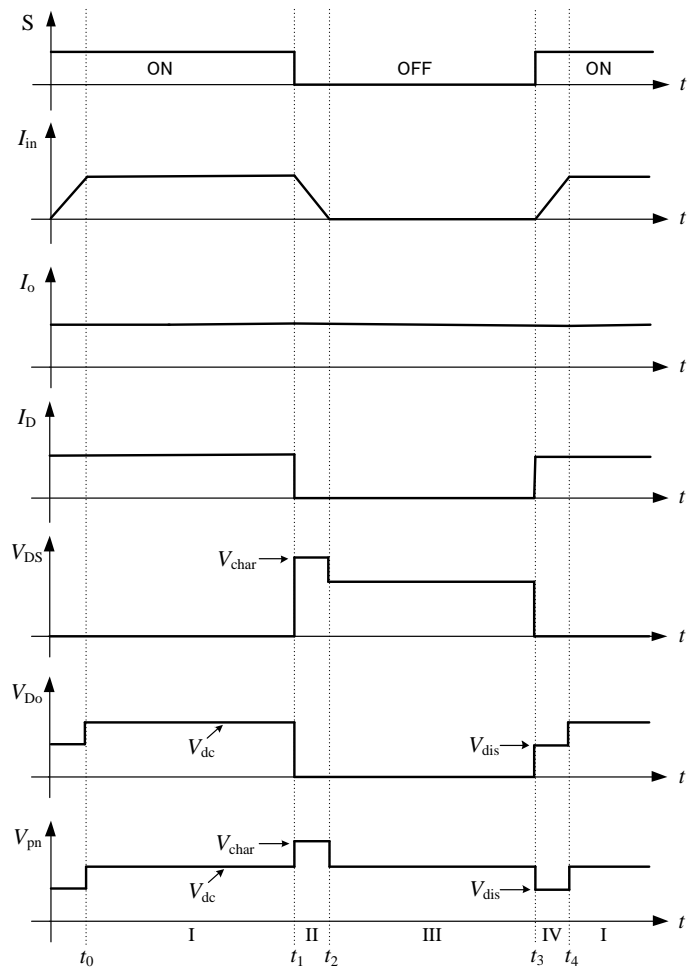 S
ON OFF ON
t
I_in
t
I_o
t
I_D
t
V_DS
V_char
t
V_Do
V_dc
V_dis
t
V_pn
V_char
V_dc
V_dis
t
I II III IV I
t_0 t_1 t_2 t_3 t_4